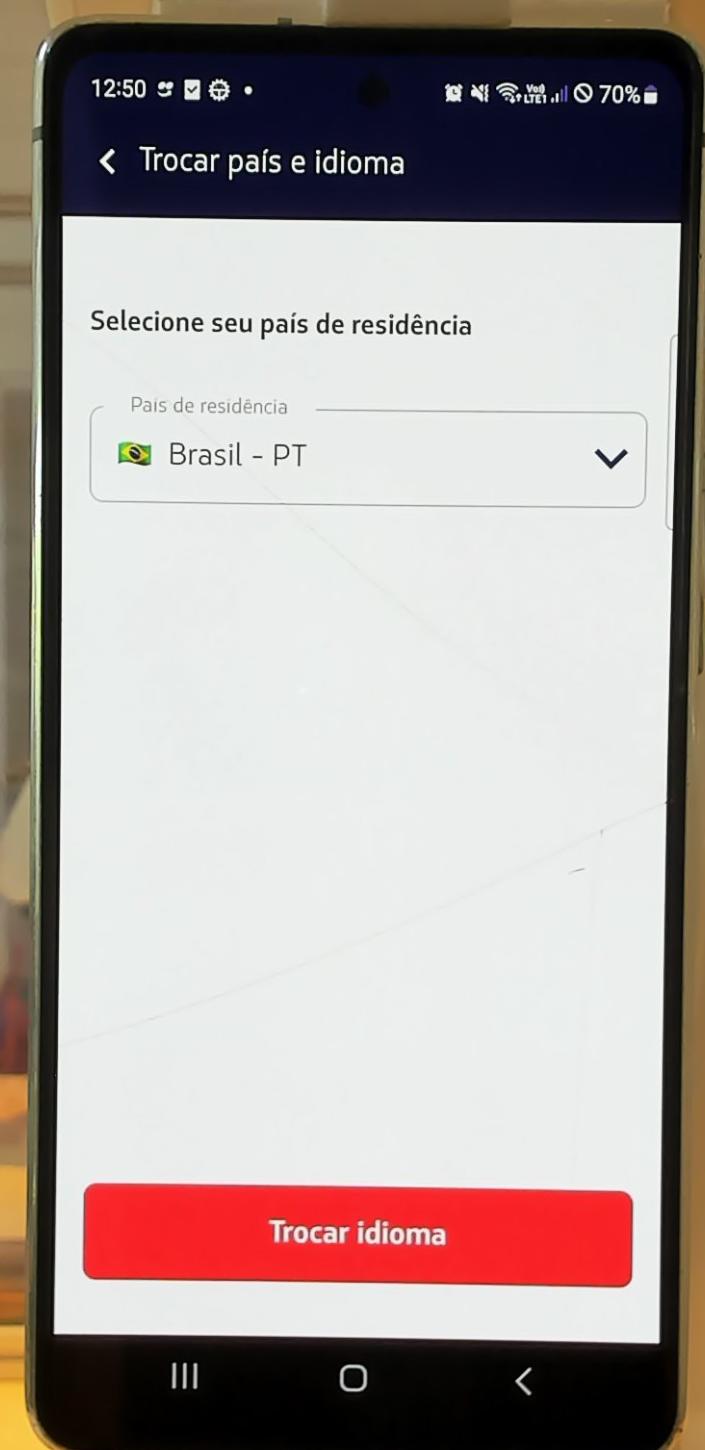 12:50
Vo))
LTE1
70%
Trocar país e idioma
Selecione seu país de residência
País de residência
Brasil - PT
Trocar idioma